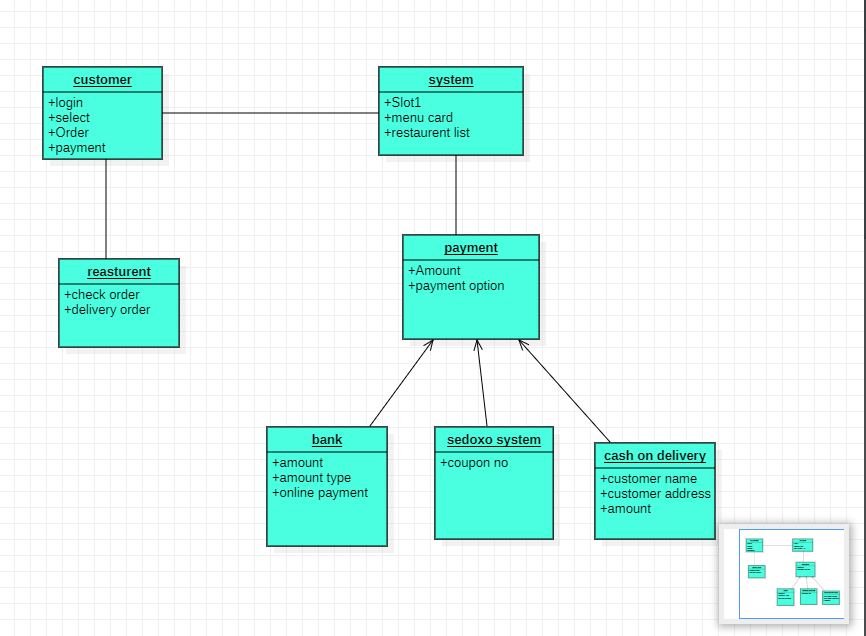 customer
+login
+select
+Order
+payment
system
+Slot1
+menu card
+restaurent list
reasturent
+check order
+delivery order
payment
+Amount
+payment option
bank
+amount
+amount type
+online payment
sedoxo system
+coupon no
cash on delivery
+customer name
+customer address
+amount